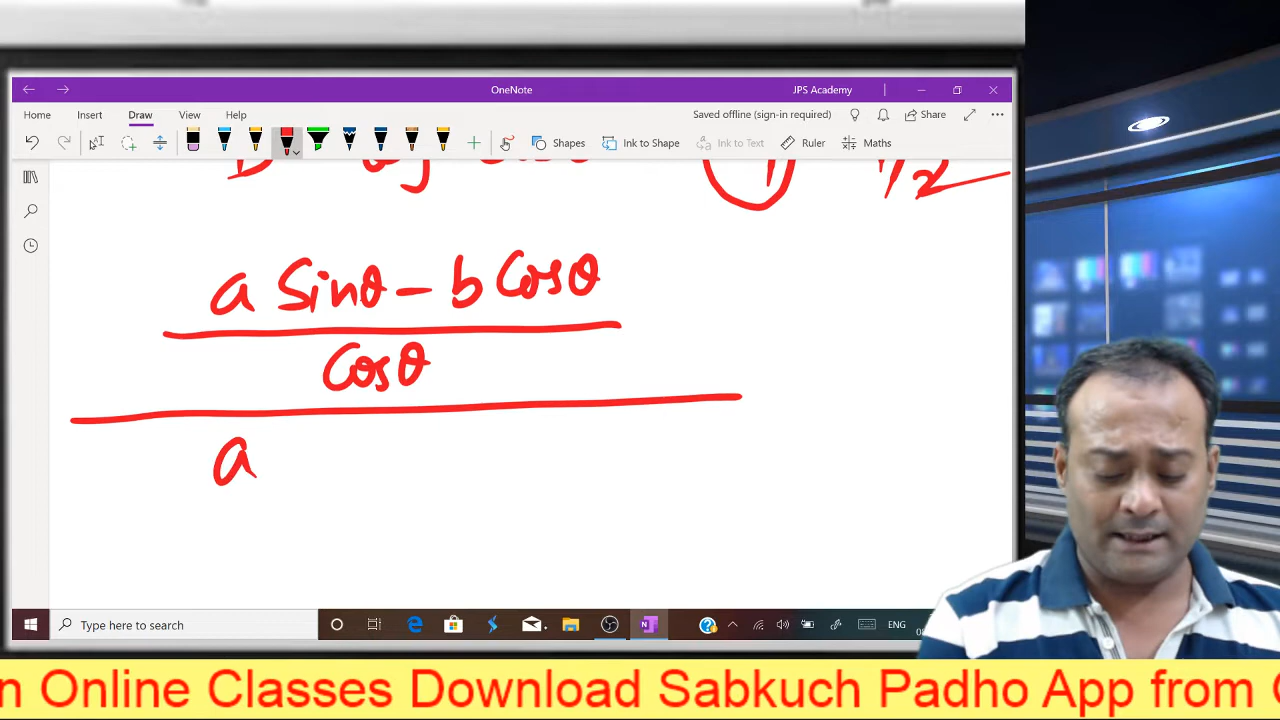 OneNote
JPS Academy
Home Insert Draw View Help
Saved offline (sign-in required)
Share
Shapes
Ink to Shape
Ink to Text
Ruler
Maths
1/2
a Sinθ - b Cosθ
Cosθ
a
Type here to search
ENG
n Online Classes Download Sabkuch Padho App from